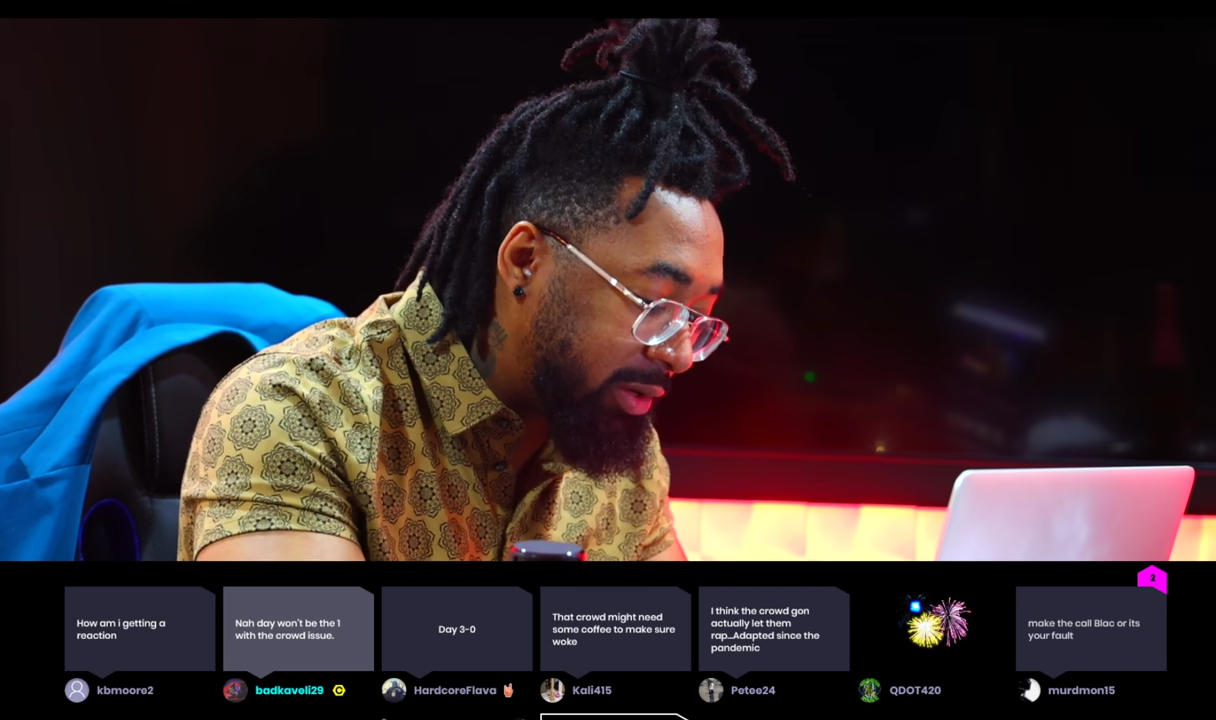 2
How am i getting a
reaction
Nah day won't be the 1
with the crowd issue.
Day 3-0
That crowd might need
some coffee to make sure
woke
I think the crowd gon
actually let them
rap...Adapted since the
pandemic
make the call Blac or its
your fault
kbmoore2
badkaveli29
HardcoreFlava
Kali415
Petee24
QDOT420
murdmon15